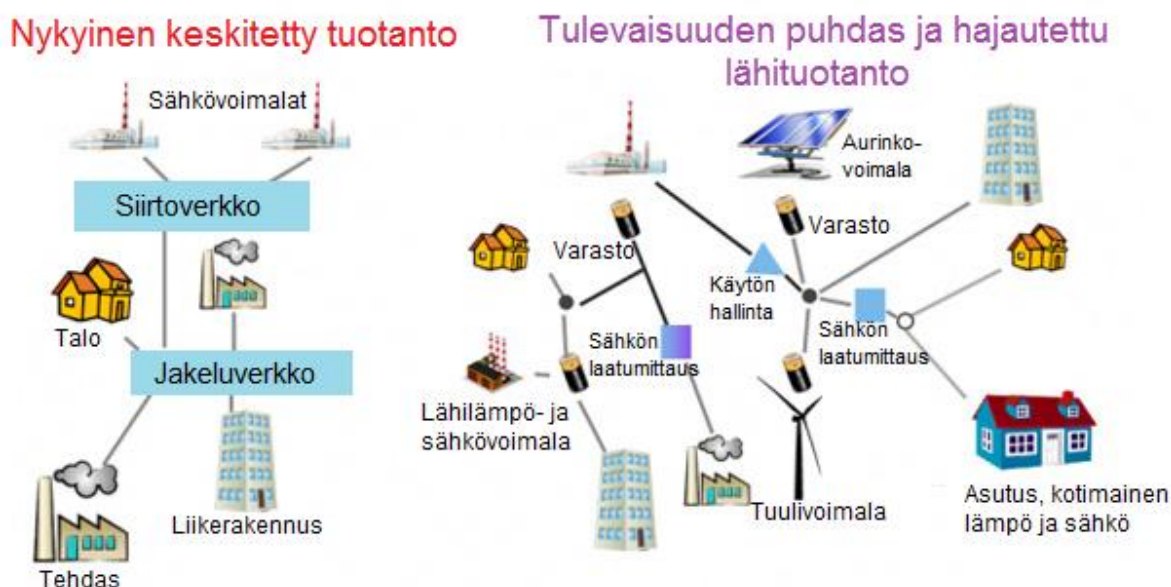 Nykyinen keskitetty tuotanto
Sähkövoimalat
Siirtoverkko
Talo
Jakeluverkko
Liikerakennus
Tehdas
Tulevaisuuden puhdas ja hajautettu
lähituotanto
Aurinko-
voimala
Varasto
Varasto
Käytön
hallinta
Sähkön
laatumittaus
Sähkön
laatumittaus
Lähilämpö- ja
sähkövoimala
Tuulivoimala
Asutus, kotimainen
lämpö ja sähkö